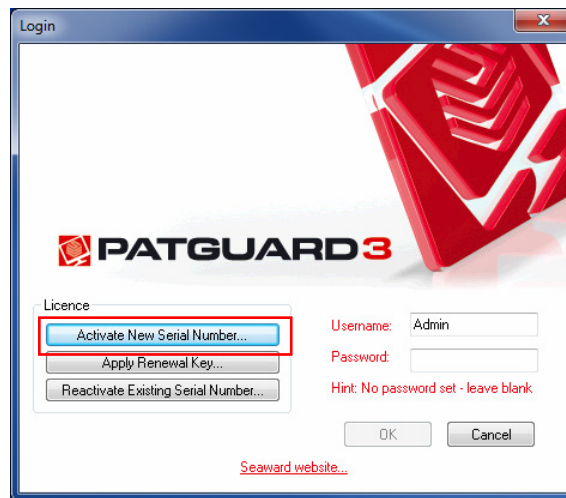 Login
PATGUARD3
Licence
Activate New Serial Number...
Apply Renewal Key...
Reactivate Existing Serial Number...
Username: Admin
Password:
Hint: No password set - leave blank
OK Cancel
Seaward website...